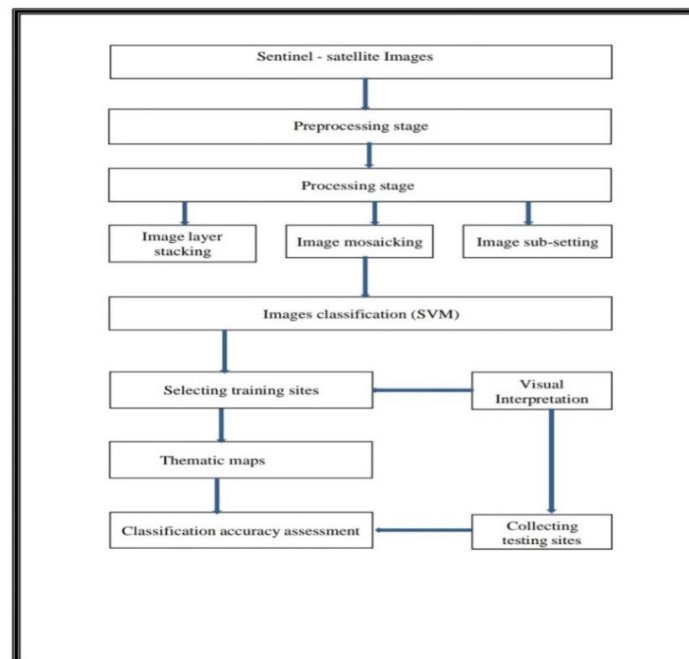 Sentinel - satellite Images
Preprocessing stage
Processing stage
Image layer
stacking
Image mosaicking
Image sub-setting
Images classification (SVM)
Selecting training sites
Visual
Interpretation
Thematic maps
Classification accuracy assessment
Collecting
testing sites